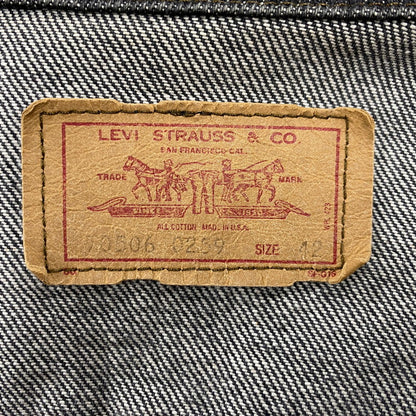 LEVI STRAUSS & CO
SAN FRANCISCO-CAL.
TRADE MARK
ALL COTTON MADE IN U.S.A.
70506 0259 SIZE 42